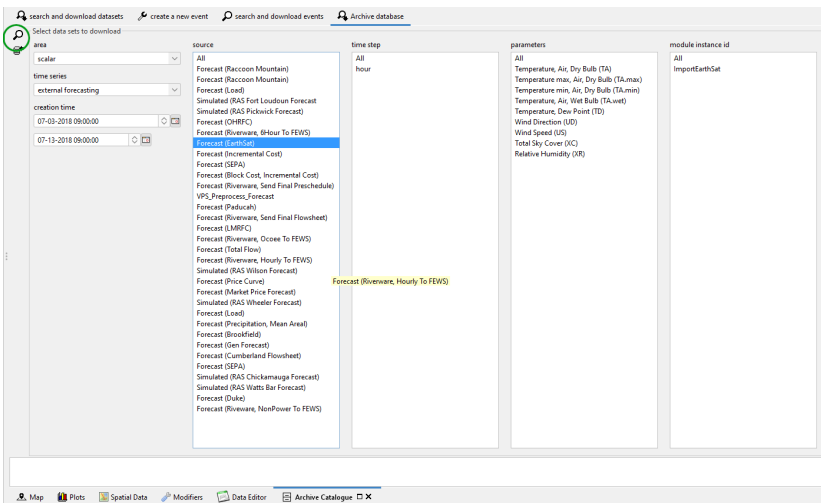 search and download datasets
create a new event
search and download events
Archive database
Select data sets to download
area
scalar
time series
external forecasting
creation time
07-03-2018 09:00:00
07-13-2018 09:00:00
source
All
Forecast (Raccoon Mountain)
Forecast (Raccoon Mountain)
Forecast (Load)
Simulated (RAS Fort Loudoun Forecast
Simulated (RAS Pickwick Forecast)
Forecast (OHRFC)
Forecast (Riverware, 6Hour To FEWS)
Forecast (EarthSat)
Forecast (Incremental Cost)
Forecast (SEPA)
Forecast (Block Cost, Incremental Cost)
Forecast (Riverware, Send Final Preschedule)
VPS_Preprocess_Forecast
Forecast (Paducah)
Forecast (Riverware, Send Final Flowsheet)
Forecast (LMRFC)
Forecast (Riverware, Ocoee To FEWS)
Forecast (Total Flow)
Forecast (Riverware, Hourly To FEWS)
Simulated (RAS Wilson Forecast)
Forecast (Price Curve)
Forecast (Market Price Forecast)
Simulated (RAS Wheeler Forecast)
Forecast (Load)
Forecast (Precipitation, Mean Areal)
Forecast (Brookfield)
Forecast (Gen Forecast)
Forecast (Cumberland Flowsheet)
Forecast (SEPA)
Simulated (RAS Chickamauga Forecast)
Simulated (RAS Watts Bar Forecast)
Forecast (Duke)
Forecast (Riveware, NonPower To FEWS)
Forecast (Riverware, Hourly To FEWS)
time step
All
hour
parameters
All
Temperature, Air, Dry Bulb (TA)
Temperature max, Air, Dry Bulb (TA.max)
Temperature min, Air, Dry Bulb (TA.min)
Temperature, Air, Wet Bulb (TA.wet)
Temperature, Dew Point (TD)
Wind Direction (UD)
Wind Speed (US)
Total Sky Cover (XC)
Relative Humidity (XR)
module instance id
All
ImportEarthSat
Map
Plots
Spatial Data
Modifiers
Data Editor
Archive Catalogue